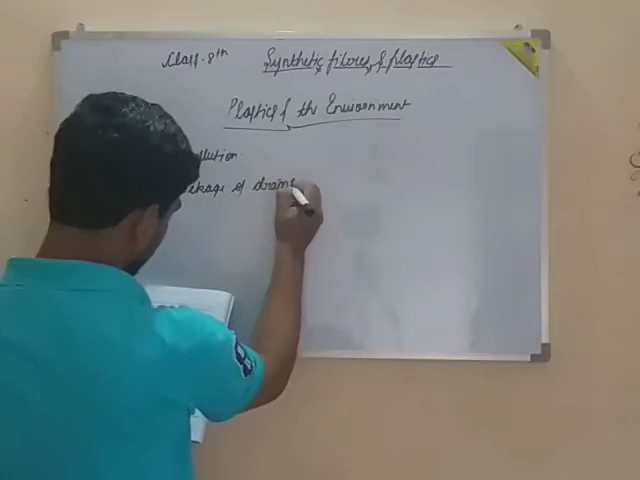 Class-8th Synthetic fibres & plastics
Plastics & the Environment
llution
ekage of drains